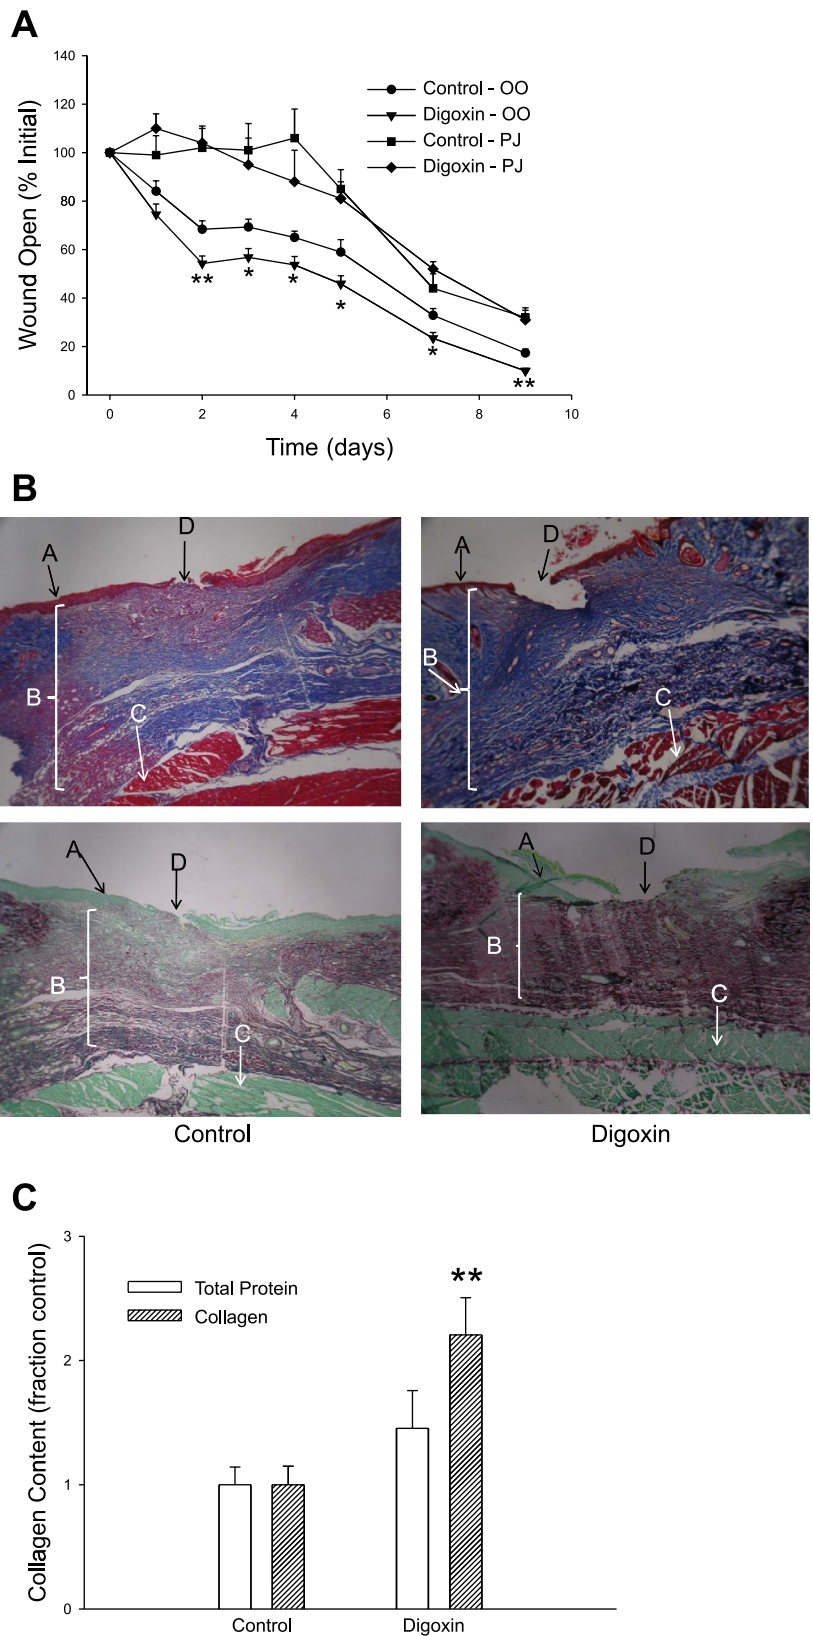 A
140
120
100
80
60
40
20
0
Wound Open (% Initial)
Control - OO
Digoxin - OO
Control - PJ
Digoxin - PJ
** * * * * **
0 2 4 6 8 10
Time (days)
B
A D
B
C
A D
B
C
A D
B
C
A D
B
C
Control Digoxin
C
3
2
1
0
Collagen Content (fraction control)
Total Protein
Collagen
**
Control Digoxin